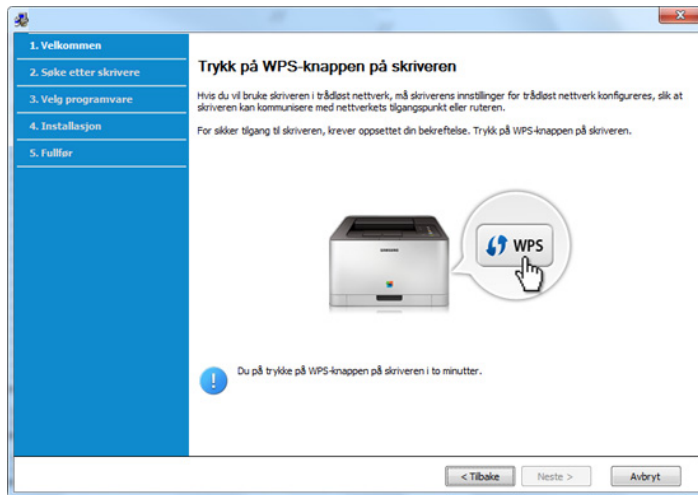 1. Velkommen
2. Søke etter skrivere
3. Velg programvare
4. Installasjon
5. Fullfør
Trykk på WPS-knappen på skriveren
Hvis du vil bruke skriveren i trådløst nettverk, må skriverens innstillinger for trådløst nettverk konfigureres, slik at
skriveren kan kommunisere med nettverkets tilgangspunkt eller ruteren.
For sikker tilgang til skriveren, krever oppsettet din bekreftelse. Trykk på WPS-knappen på skriveren.
SAMSUNG
WPS
Du på trykke på WPS-knappen på skriveren i to minutter.
< Tilbake
Neste >
Avbryt